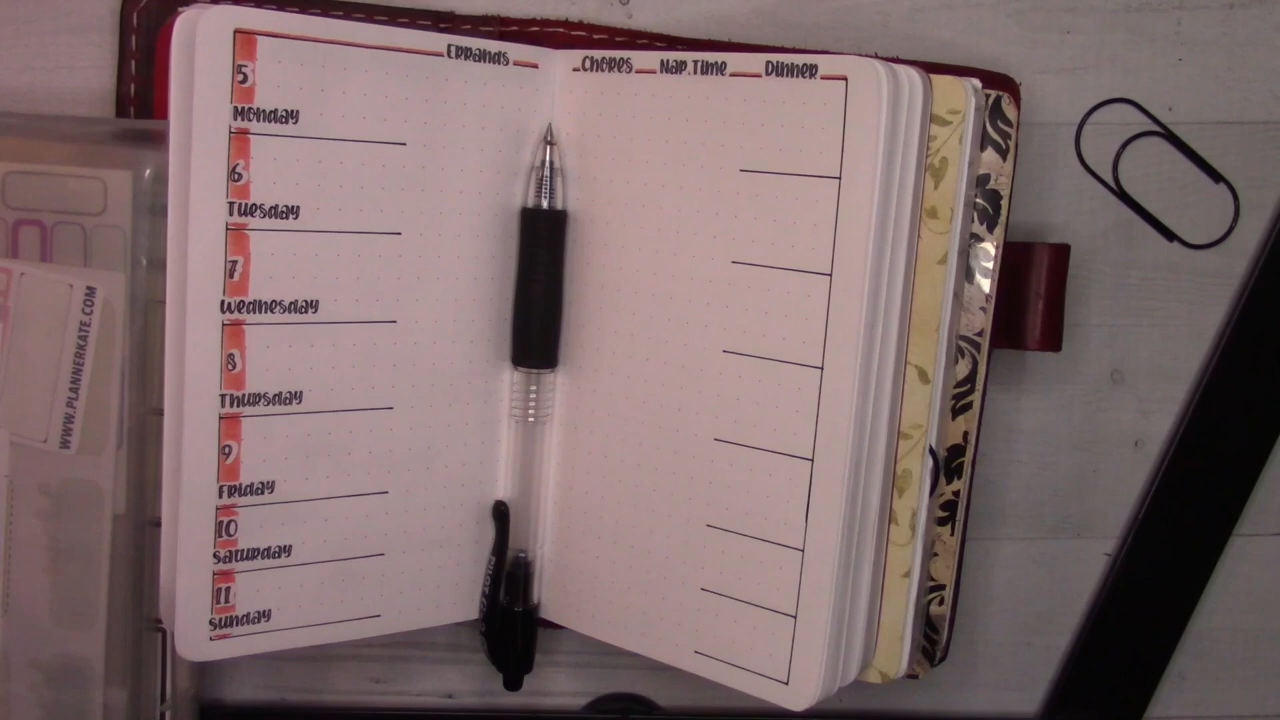 Errands
Chores Nap.Time Dinner
5
Monday
6
Tuesday
7
Wednesday
8
Thursday
9
Friday
10
Saturday
11
Sunday
WWW.PLANNERKATE.COM
PILOT